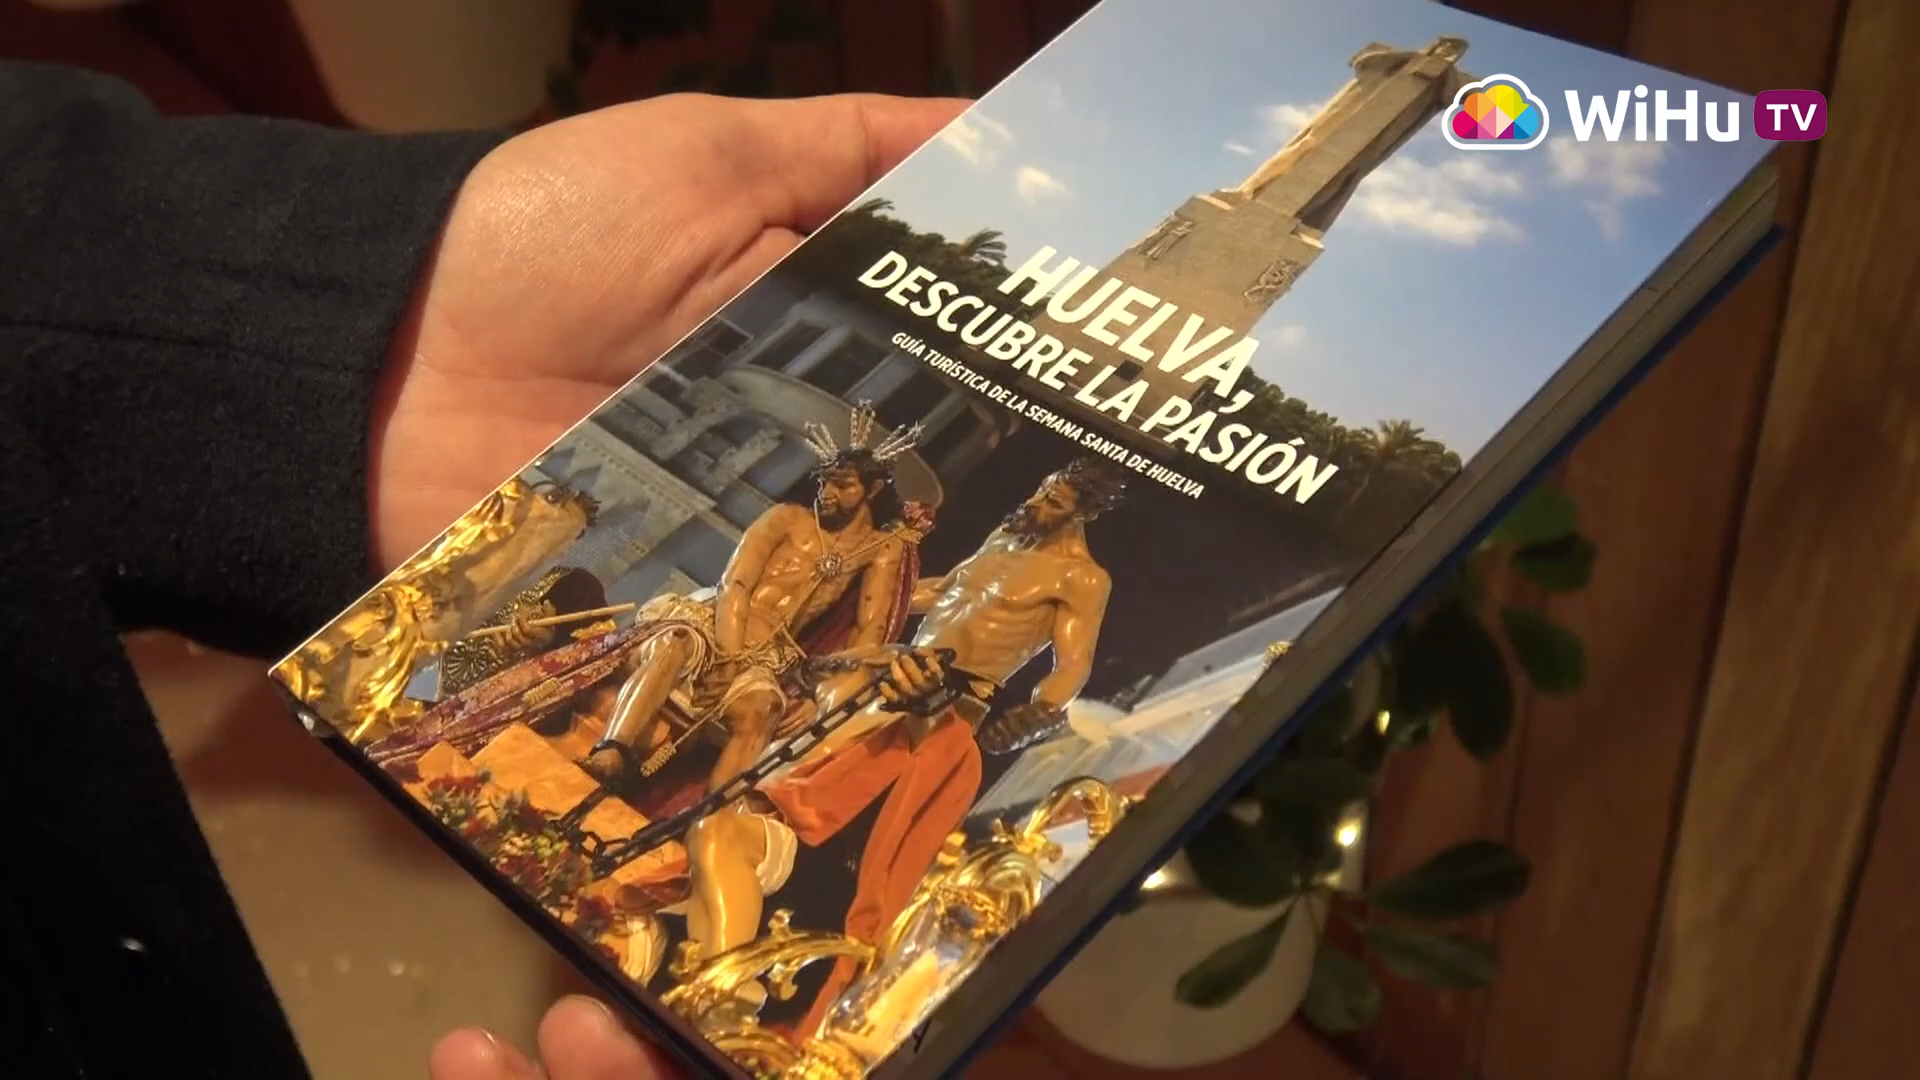 WiHu TV
HUELVA,
DESCUBRE LA PASIÓN
GUÍA TURÍSTICA DE LA SEMANA SANTA DE HUELVA